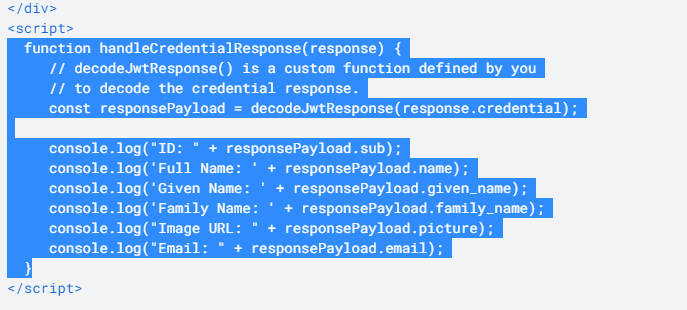 </div>
<script>
function handleCredentialResponse(response) {
// decodeJwtResponse() is a custom function defined by you
// to decode the credential response.
const responsePayload = decodeJwtResponse(response.credential);
console.log("ID: " + responsePayload.sub);
console.log('Full Name: ' + responsePayload.name);
console.log('Given Name: ' + responsePayload.given_name);
console.log('Family Name: ' + responsePayload.family_name);
console.log("Image URL: " + responsePayload.picture);
console.log("Email: " + responsePayload.email);
}
</script>